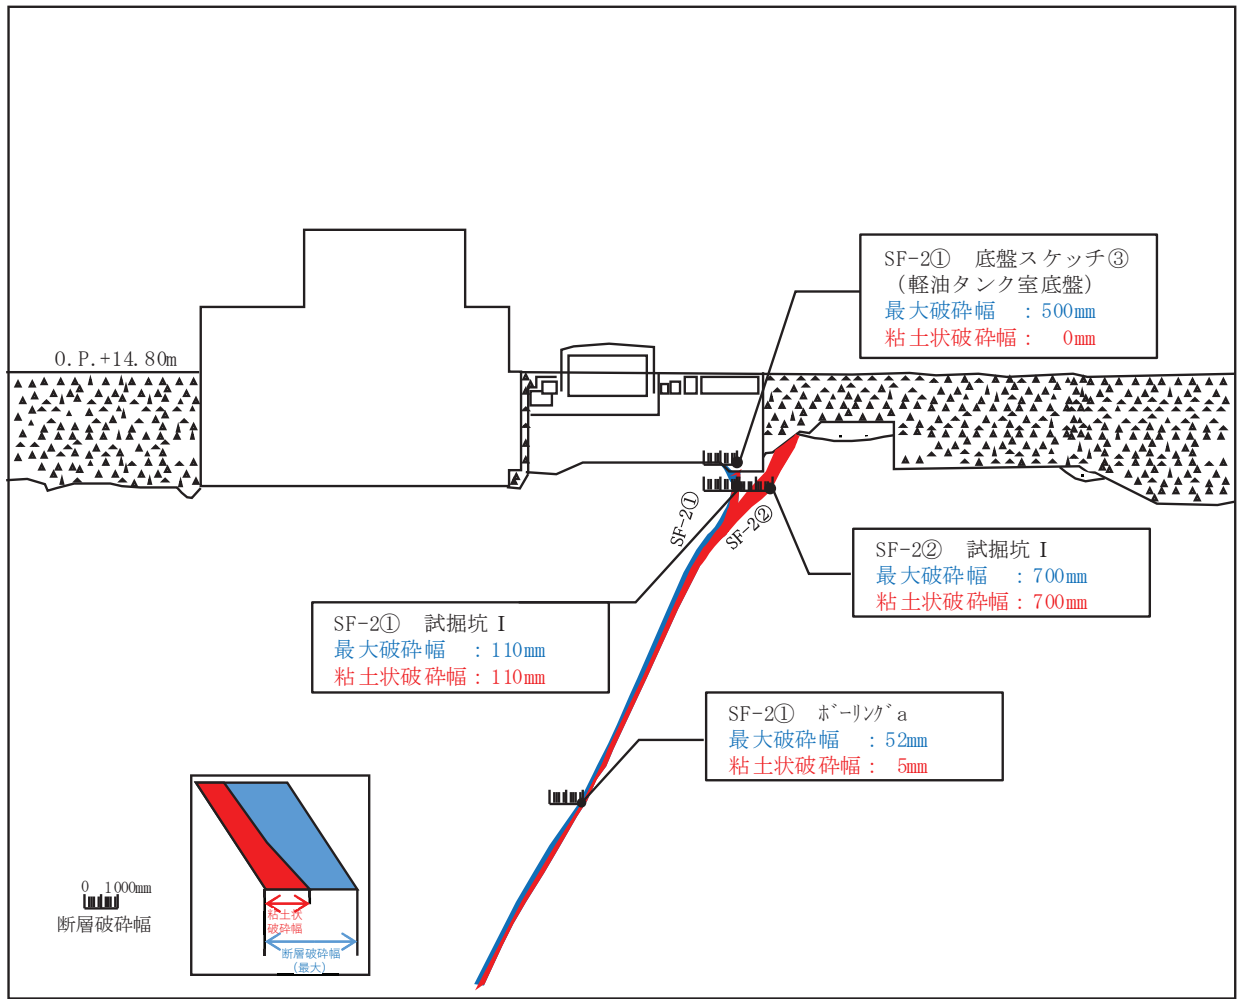 SF-2① 底盤スケッチ③
（軽油タンク室底盤）
最大破砕幅 ：500mm
粘土状破砕幅： 0mm
O.P.+14.80m
SF-2①
SF-2②
SF-2② 試掘坑Ⅰ
最大破砕幅 ：700mm
粘土状破砕幅：700mm
SF-2① 試掘坑Ⅰ
最大破砕幅 ：110mm
粘土状破砕幅：110mm
SF-2① ﾎﾞｰﾘﾝｸﾞa
最大破砕幅 ：52mm
粘土状破砕幅： 5mm
0 1000mm
断層破砕幅
粘土状
破砕幅
断層破砕幅
(最大)